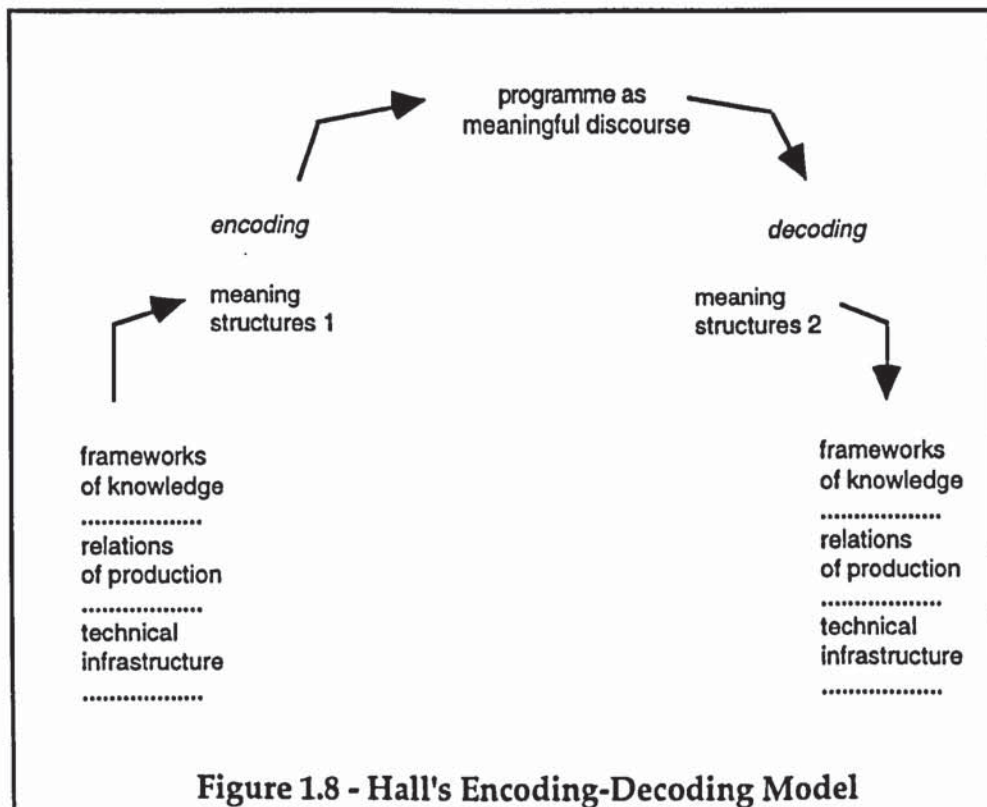 programme as
meaningful discourse
encoding
decoding
meaning
structures 1
meaning
structures 2
frameworks
of knowledge
..................
relations
of production
..................
technical
infrastructure
..................
frameworks
of knowledge
..................
relations
of production
..................
technical
infrastructure
..................
Figure 1.8 - Hall's Encoding-Decoding Model